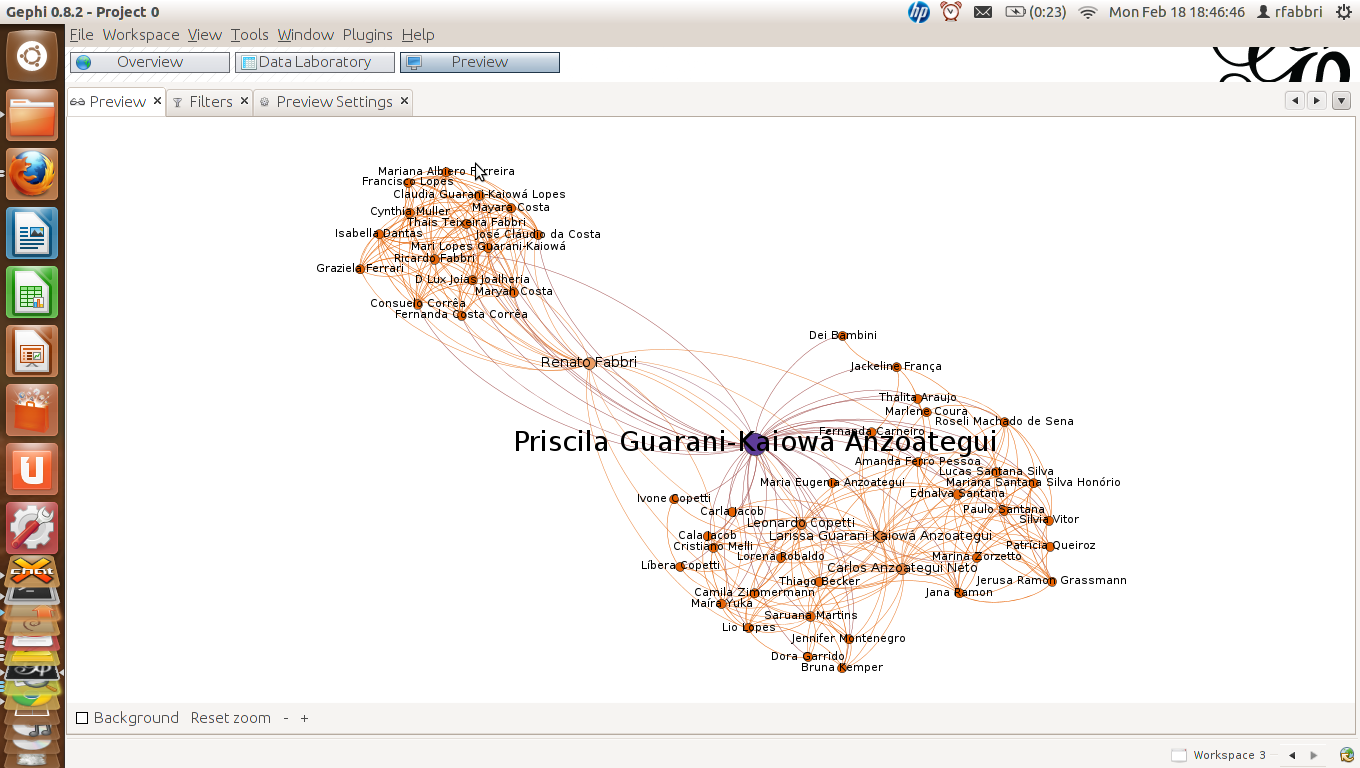 Gephi 0.8.2 - Project 0
(0:23)
Mon Feb 18 18:46:46
rfabbri
File Workspace View Tools Window Plugins Help
Overview
Data Laboratory
Preview
Preview
Filters
Preview Settings
Mariana Albiero Ferreira
Francisco Lopes
Claudia Guarani-Kaiowá Lopes
Mayara Costa
Cynthia Muller
Thais Teixeira Fabbri
Isabella Dantas
José Cláudio da Costa
Mari Lopes Guarani-Kaiowá
Ricardo Fabbri
Graziela Ferrari
D Lux Joias Joalheria
Maryah Costa
Consuelo Corrêa
Fernanda Costa Corrêa
Dei Bambini
Renato Fabbri
Jackeline França
Thalita Araujo
Marlene Coura
Roseli Machado de Sena
Fernanda Carneiro
Priscila Guarani-Kaiowá Anzoategui
Amanda Ferro Pessoa
Lucas Santana Silva
Maria Eugenia Anzoategui
Mariana Santana Silva Honório
Ednalva Santana
Ivone Copetti
Carla Jacob
Paulo Santana
Silvia Vitor
Leonardo Copetti
Cala Jacob
Larissa Guarani Kaiowá Anzoategui
Cristiano Melli
Patricia Queiroz
Lorena Robaldo
Marina Zorzetto
Líbera Copetti
Carlos Anzoategui Neto
Thiago Becker
Jerusa Ramon Grassmann
Camila Zimmermann
Jana Ramon
Maíra Yuka
Saruana Martins
Lio Lopes
Jennifer Montenegro
Dora Garrido
Bruna Kemper
Background Reset zoom - +
Workspace 3